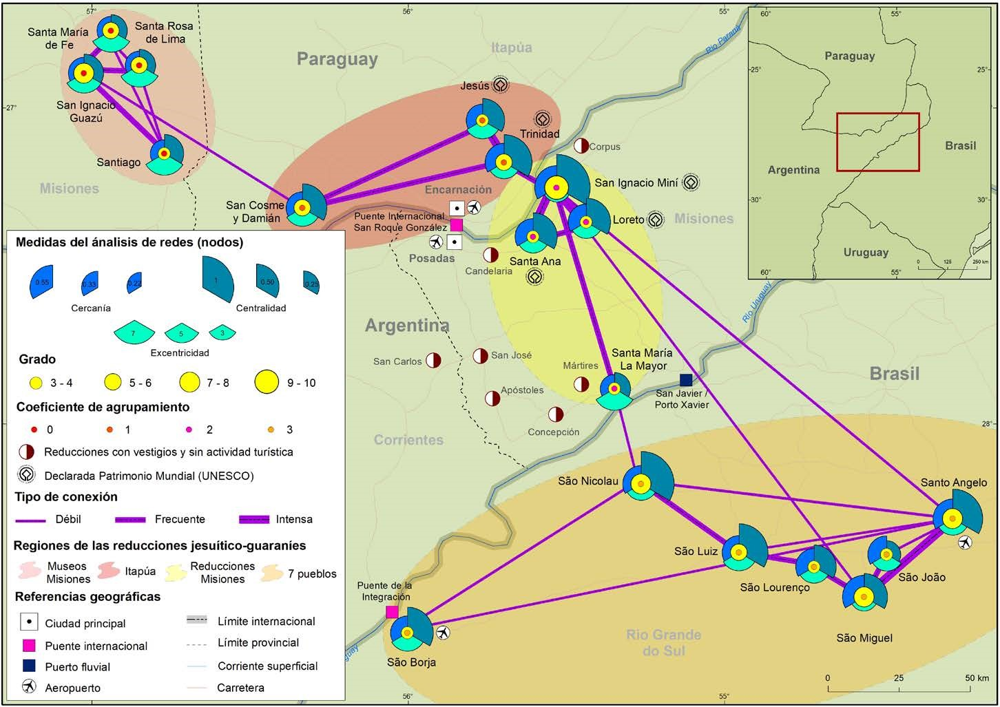 57°
56°
55°
60°
55°
Santa María
de Fe
Santa Rosa
de Lima
San Ignacio
Guazú
Santiago
Misiones
27°
Paraguay
Itapúa
Río Paraná
Jesús
Trinidad
Corpus
San Cosme
y Damián
Encarnación
Puente Internacional
San Roque González
Posadas
San Ignacio Miní
Loreto
Misiones
Santa Ana
Candelaria
Paraguay
25°
25°
Brasil
Argentina
30°
30°
Uruguay
0
125
250 km
60°
55°
Río Uruguay
Argentina
San Carlos
San José
Mártires
Apóstoles
Concepción
Santa María
La Mayor
San Javier /
Porto Xavier
Brasil
28°
Corrientes
São Nicolau
Santo Angelo
São Luiz
São Lourenço
São João
São Miguel
Puente de la
Integración
São Borja
Rio Grande
do Sul
guay
0
25
50 km
56°
55°
Medidas del ánalisis de redes (nodos)
0.55
0.33
0.22
1
0.50
0.25
Cercanía
Centralidad
7
5
3
Excentricidad
Grado
3 - 4
5 - 6
7 - 8
9 - 10
Coeficiente de agrupamiento
0
1
2
3
Reducciones con vestigios y sin actividad turística
Declarada Patrimonio Mundial (UNESCO)
Tipo de conexión
Débil
Frecuente
Intensa
Regiones de las reducciones jesuítico-guaraníes
Museos
Misiones
Itapúa
Reducciones
Misiones
7 pueblos
Referencias geográficas
Ciudad principal
Límite internacional
Puente internacional
Límite provincial
Puerto fluvial
Corriente superficial
Aeropuerto
Carretera